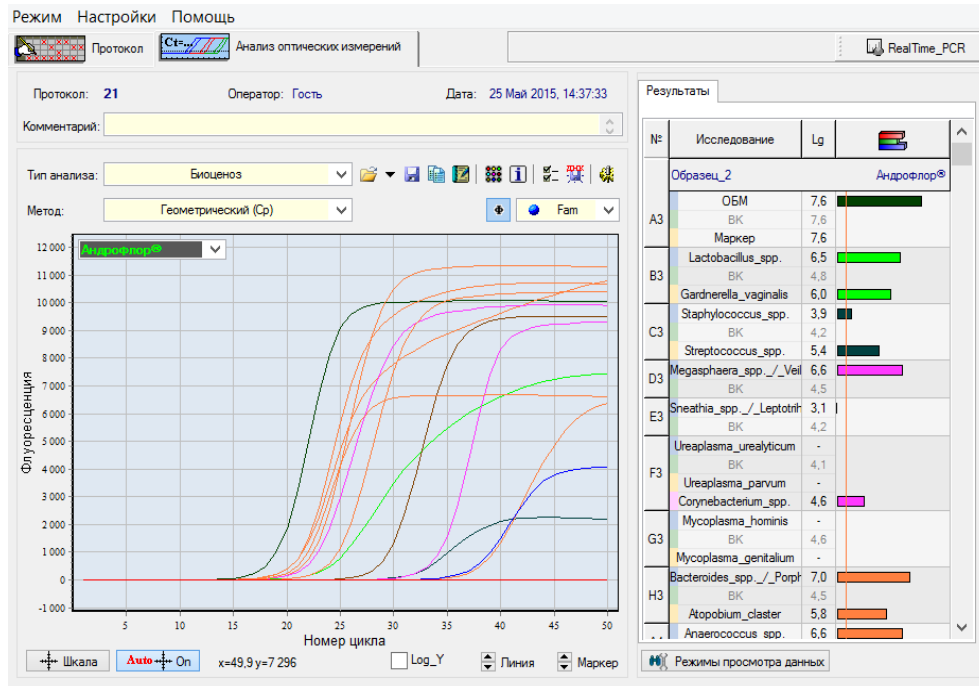 Режим Настройки Помощь
Протокол
Ct=...
Анализ оптических измерений
RealTime_PCR
Протокол: 21 Оператор: Гость Дата: 25 Май 2015, 14:37:33
Комментарий:
Тип анализа: Биоценоз
Метод: Геометрический (Cp) Ф Fam
Андрофлор®
12 000
11 000
10 000
9 000
8 000
7 000
6 000
5 000
4 000
3 000
2 000
1 000
0
-1 000
Флуоресценция
5 10 15 20 25 30 35 40 45 50
Номер цикла
Шкала Auto On x=49,9 y=7 296 Log_Y Линия Маркер
Результаты
№ Исследование Lg
Образец_2 Андрофлор®
A3
ОБМ 7,6
ВК 7,6
Маркер 7,6
B3
Lactobacillus_spp. 6,5
ВК 4,8
Gardnerella_vaginalis 6,0
C3
Staphylococcus_spp. 3,9
ВК 4,2
Streptococcus_spp. 5,4
D3
Megasphaera_spp._/_Veil 6,6
ВК 4,5
E3
Sneathia_spp._/_Leptotrih 3,1
ВК 4,2
F3
Ureaplasma_urealyticum -
ВК 4,1
Ureaplasma_parvum -
Corynebacterium_spp. 4,6
G3
Mycoplasma_hominis -
ВК 4,6
Mycoplasma_genitalium -
H3
Bacteroides_spp._/_Porph 7,0
ВК 4,5
Atopobium_claster 5,8
Anaerococcus_spp. 6,6
Режимы просмотра данных